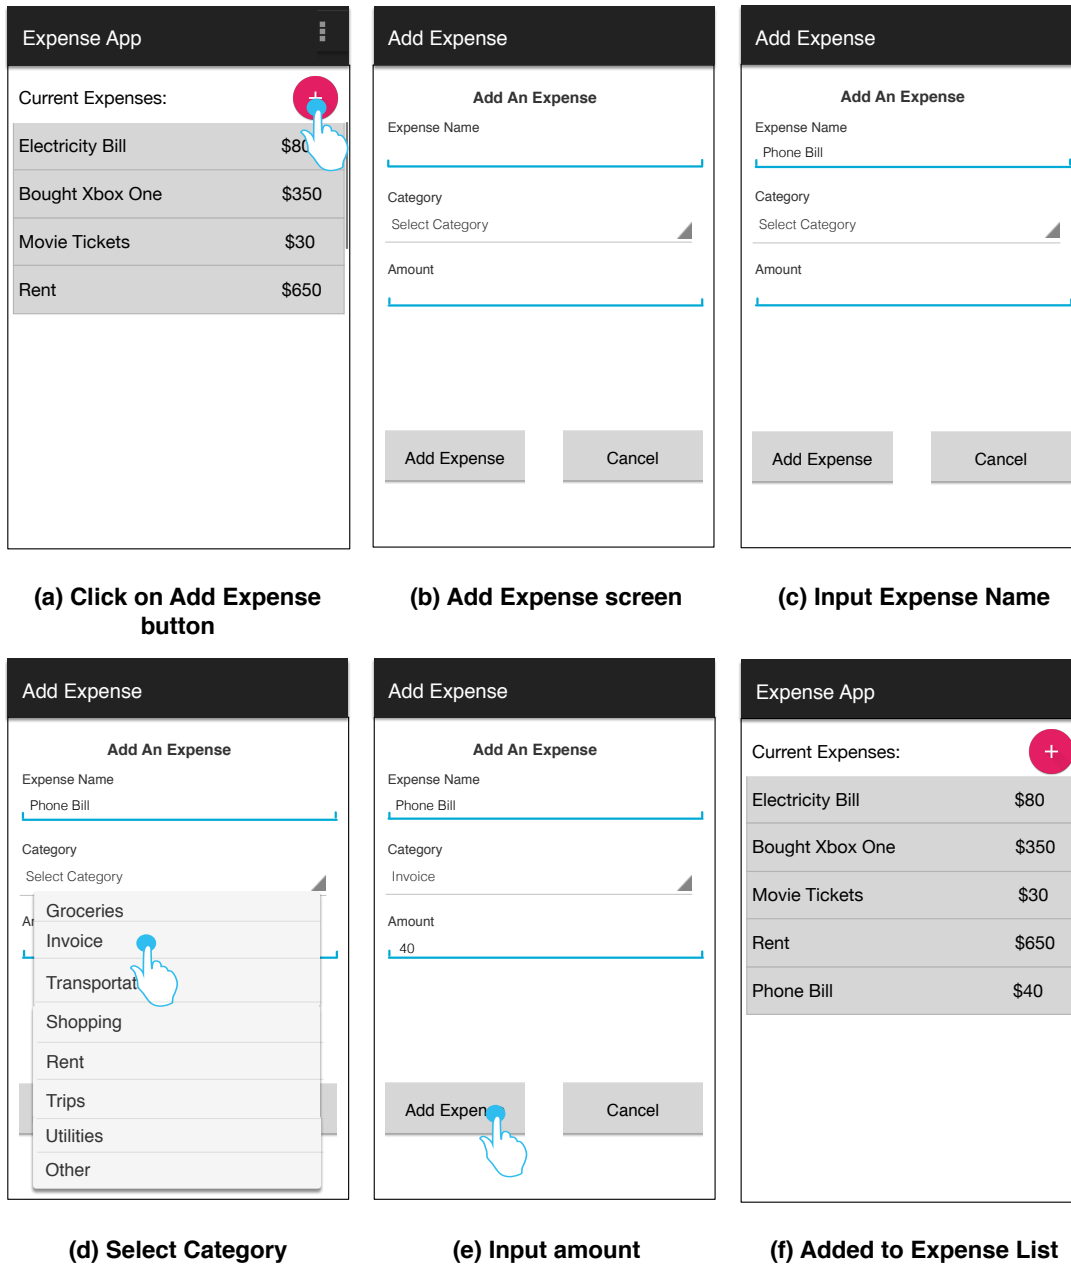 Expense App
Current Expenses:
+
Electricity Bill $80
Bought Xbox One $350
Movie Tickets $30
Rent $650
(a) Click on Add Expense
button
Add Expense
Add An Expense
Expense Name
Category
Select Category
Amount
Add Expense Cancel
(b) Add Expense screen
Add Expense
Add An Expense
Expense Name
Phone Bill
Category
Select Category
Amount
Add Expense Cancel
(c) Input Expense Name
Add Expense
Add An Expense
Expense Name
Phone Bill
Category
Select Category
Groceries
Invoice
Transportat
Shopping
Rent
Trips
Utilities
Other
(d) Select Category
Add Expense
Add An Expense
Expense Name
Phone Bill
Category
Invoice
Amount
40
Add Expen Cancel
(e) Input amount
Expense App
Current Expenses:
+
Electricity Bill $80
Bought Xbox One $350
Movie Tickets $30
Rent $650
Phone Bill $40
(f) Added to Expense List